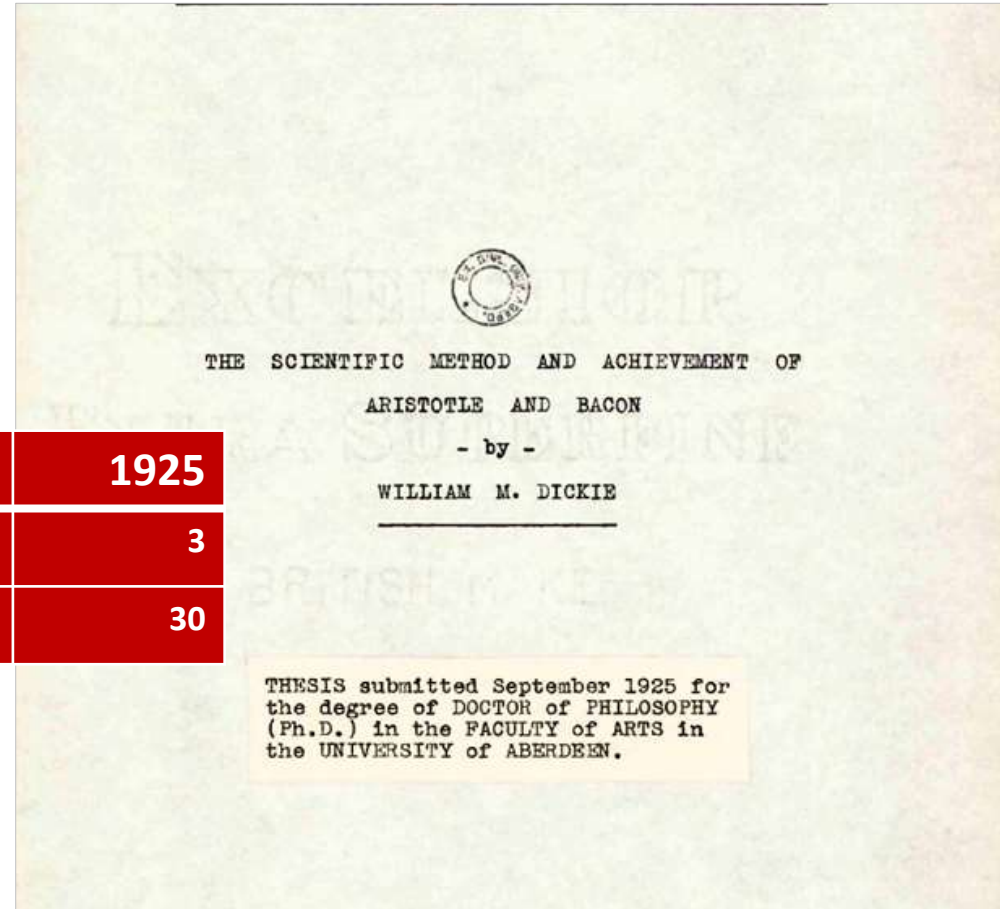 THE SCIENTIFIC METHOD AND ACHIEVEMENT OF
ARISTOTLE AND BACON
- by -
WILLIAM M. DICKIE
1925
3
30
THESIS submitted September 1925 for
the degree of DOCTOR of PHILOSOPHY
(Ph.D.) in the FACULTY of ARTS in
the UNIVERSITY of ABERDEEN.